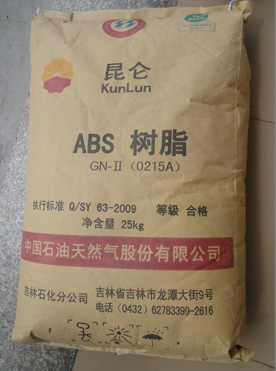 昆仑
KunLun
ABS 树脂
GN-II(0215A)
执行标准 Q/SY 63-2009 等级 合格
净含量 25kg
中国石油天然气股份有限公司
吉林石化分公司 吉林省吉林市龙潭大街9号
电话(0432) 62783399-2616